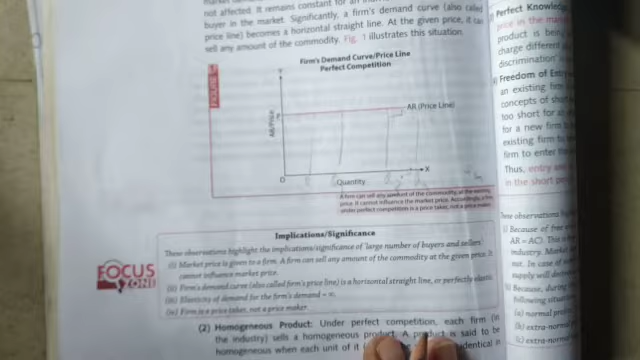 not affected. It remains constant for an
buyer in the market. Significantly, a firm's demand curve (also called
price line) becomes a horizontal straight line. At the given price, it can
sell any amount of the commodity. Fig. 1 illustrates this situation.
Firm's Demand Curve/Price Line
Perfect Competition
Y
AR (Price Line)
P
AR/Price
O
X
Quantity
A firm can sell any amount of the commodity, at the existing
price. It cannot influence the market price. Accordingly, a firm
under perfect competition is a price taker, not a price maker.
FOCUS
ZONE
Implications/Significance
These observations highlight the implications/significance of 'large number of buyers and sellers'
(i) Market price is given to a firm. A firm can sell any amount of the commodity at the given price. It
cannot influence market price.
(ii) Firm's demand curve (also called firm's price line) is a horizontal straight line, or perfectly elastic.
(iii) Elasticity of demand for the firm's demand = ∞.
(iv) Firm is a price taker, not a price maker.
(2) Homogeneous Product: Under perfect competition, each firm (in
the industry) sells a homogeneous product. A product is said to be
homogeneous when each unit of it identical in
Perfect Knowledge
price in the mark
product is being
charge different
discrimination
Freedom of Entry
an existing firm
concepts of short
too short for an
for a new firm to
existing firm to
firm to enter the
Thus, entry and
in the short period
These observations high
(i) Because of free
AR = AC). This
industry. Market
out. In case of
supply will
(ii) Because, during
following situation
(a) normal profit
(b) extra-normal
(c) extra-normal